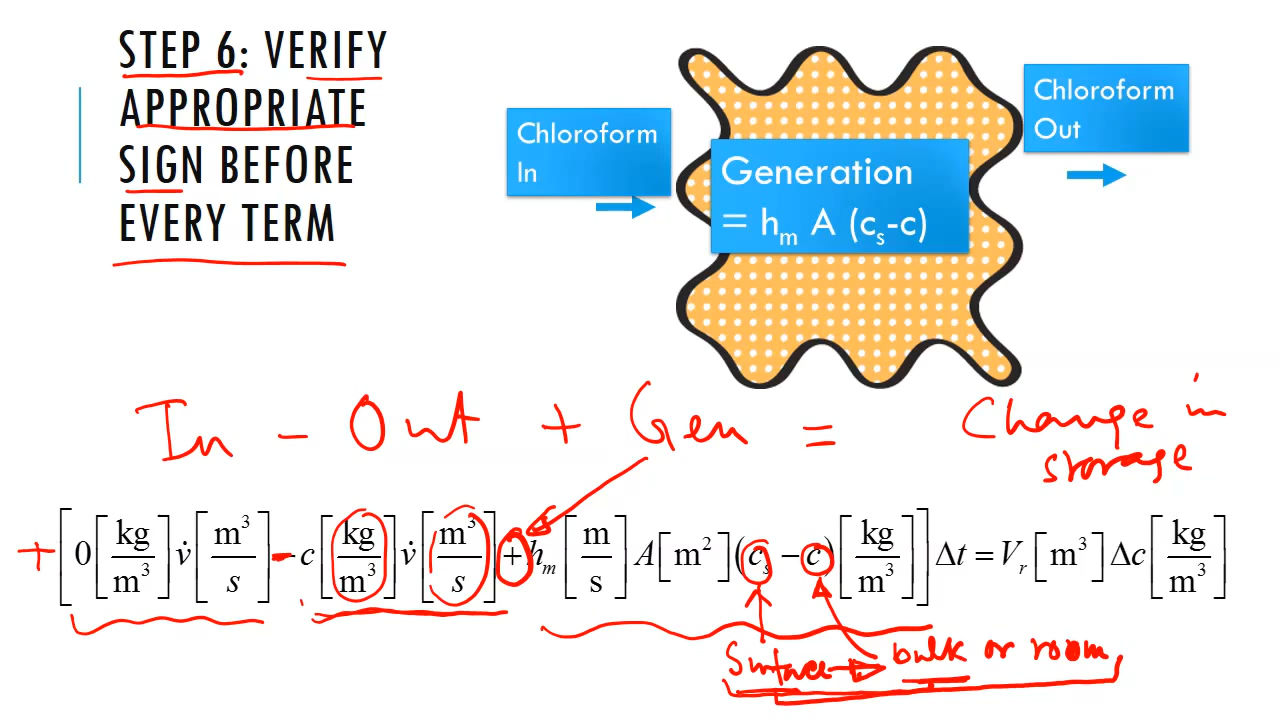 STEP 6: VERIFY
APPROPRIATE
SIGN BEFORE
EVERY TERM
Chloroform
In
Generation
= hₘ A (cₛ-c)
Chloroform
Out
In - Out + Gen = Change in
storage
+[0[kg/m³] v̇[m³/s] - c[kg/m³] v̇[m³/s] + hₘ[m/s] A[m²](cₛ - c)[kg/m³]]Δt = Vᵣ[m³]Δc[kg/m³]
Surface → bulk or room